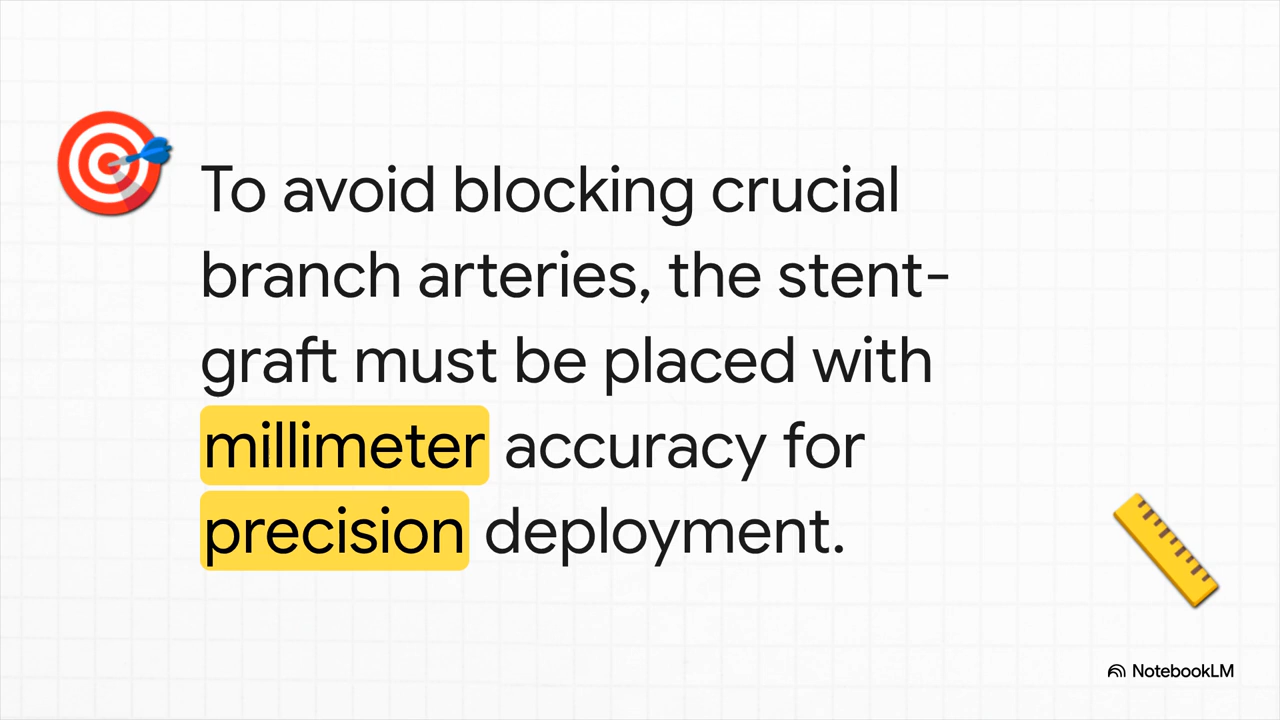 To avoid blocking crucial
branch arteries, the stent-
graft must be placed with
millimeter accuracy for
precision deployment.
NotebookLM